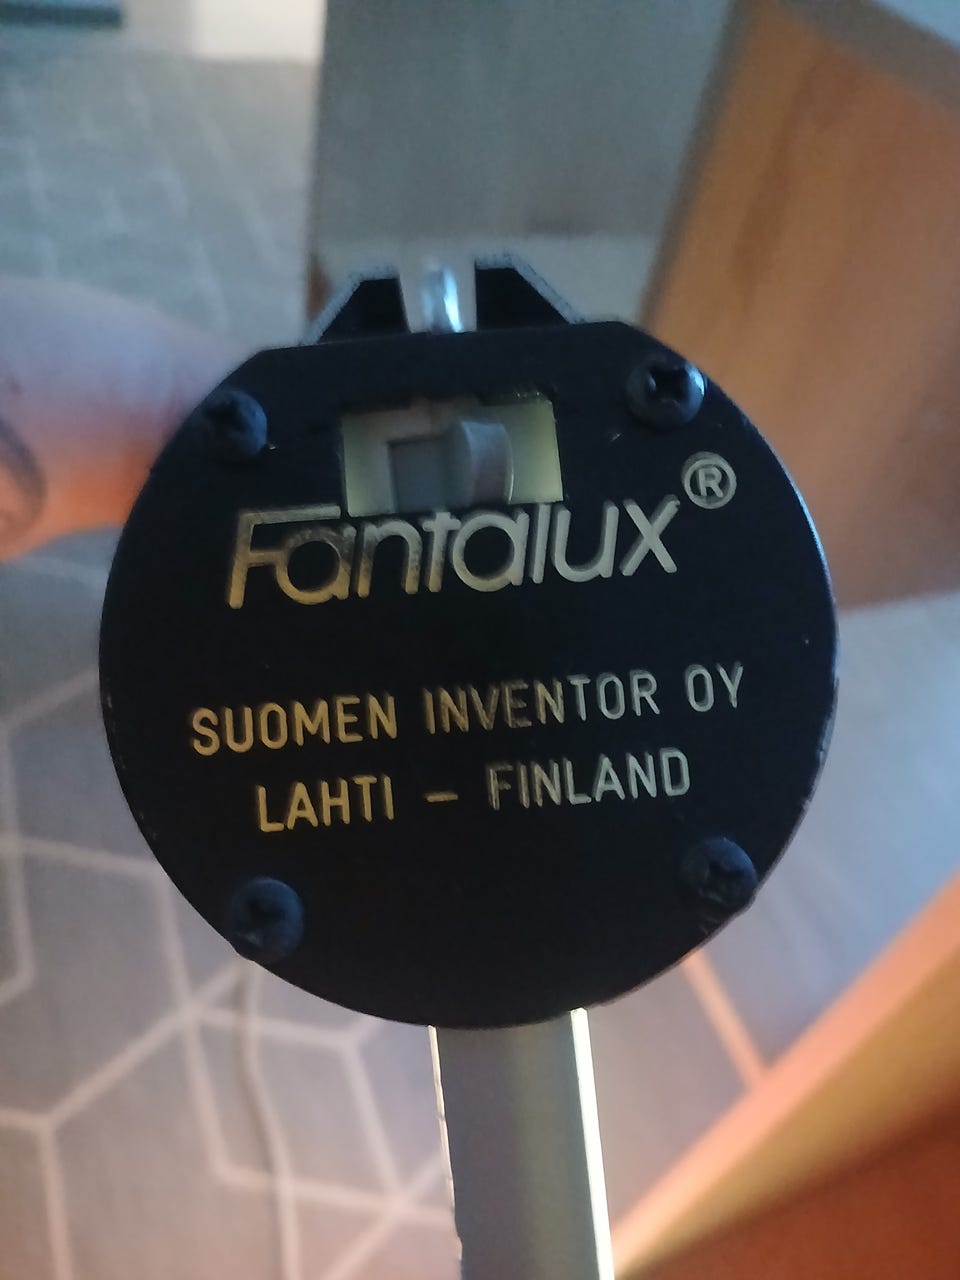 Fantalux®
SUOMEN INVENTOR OY
LAHTI – FINLAND